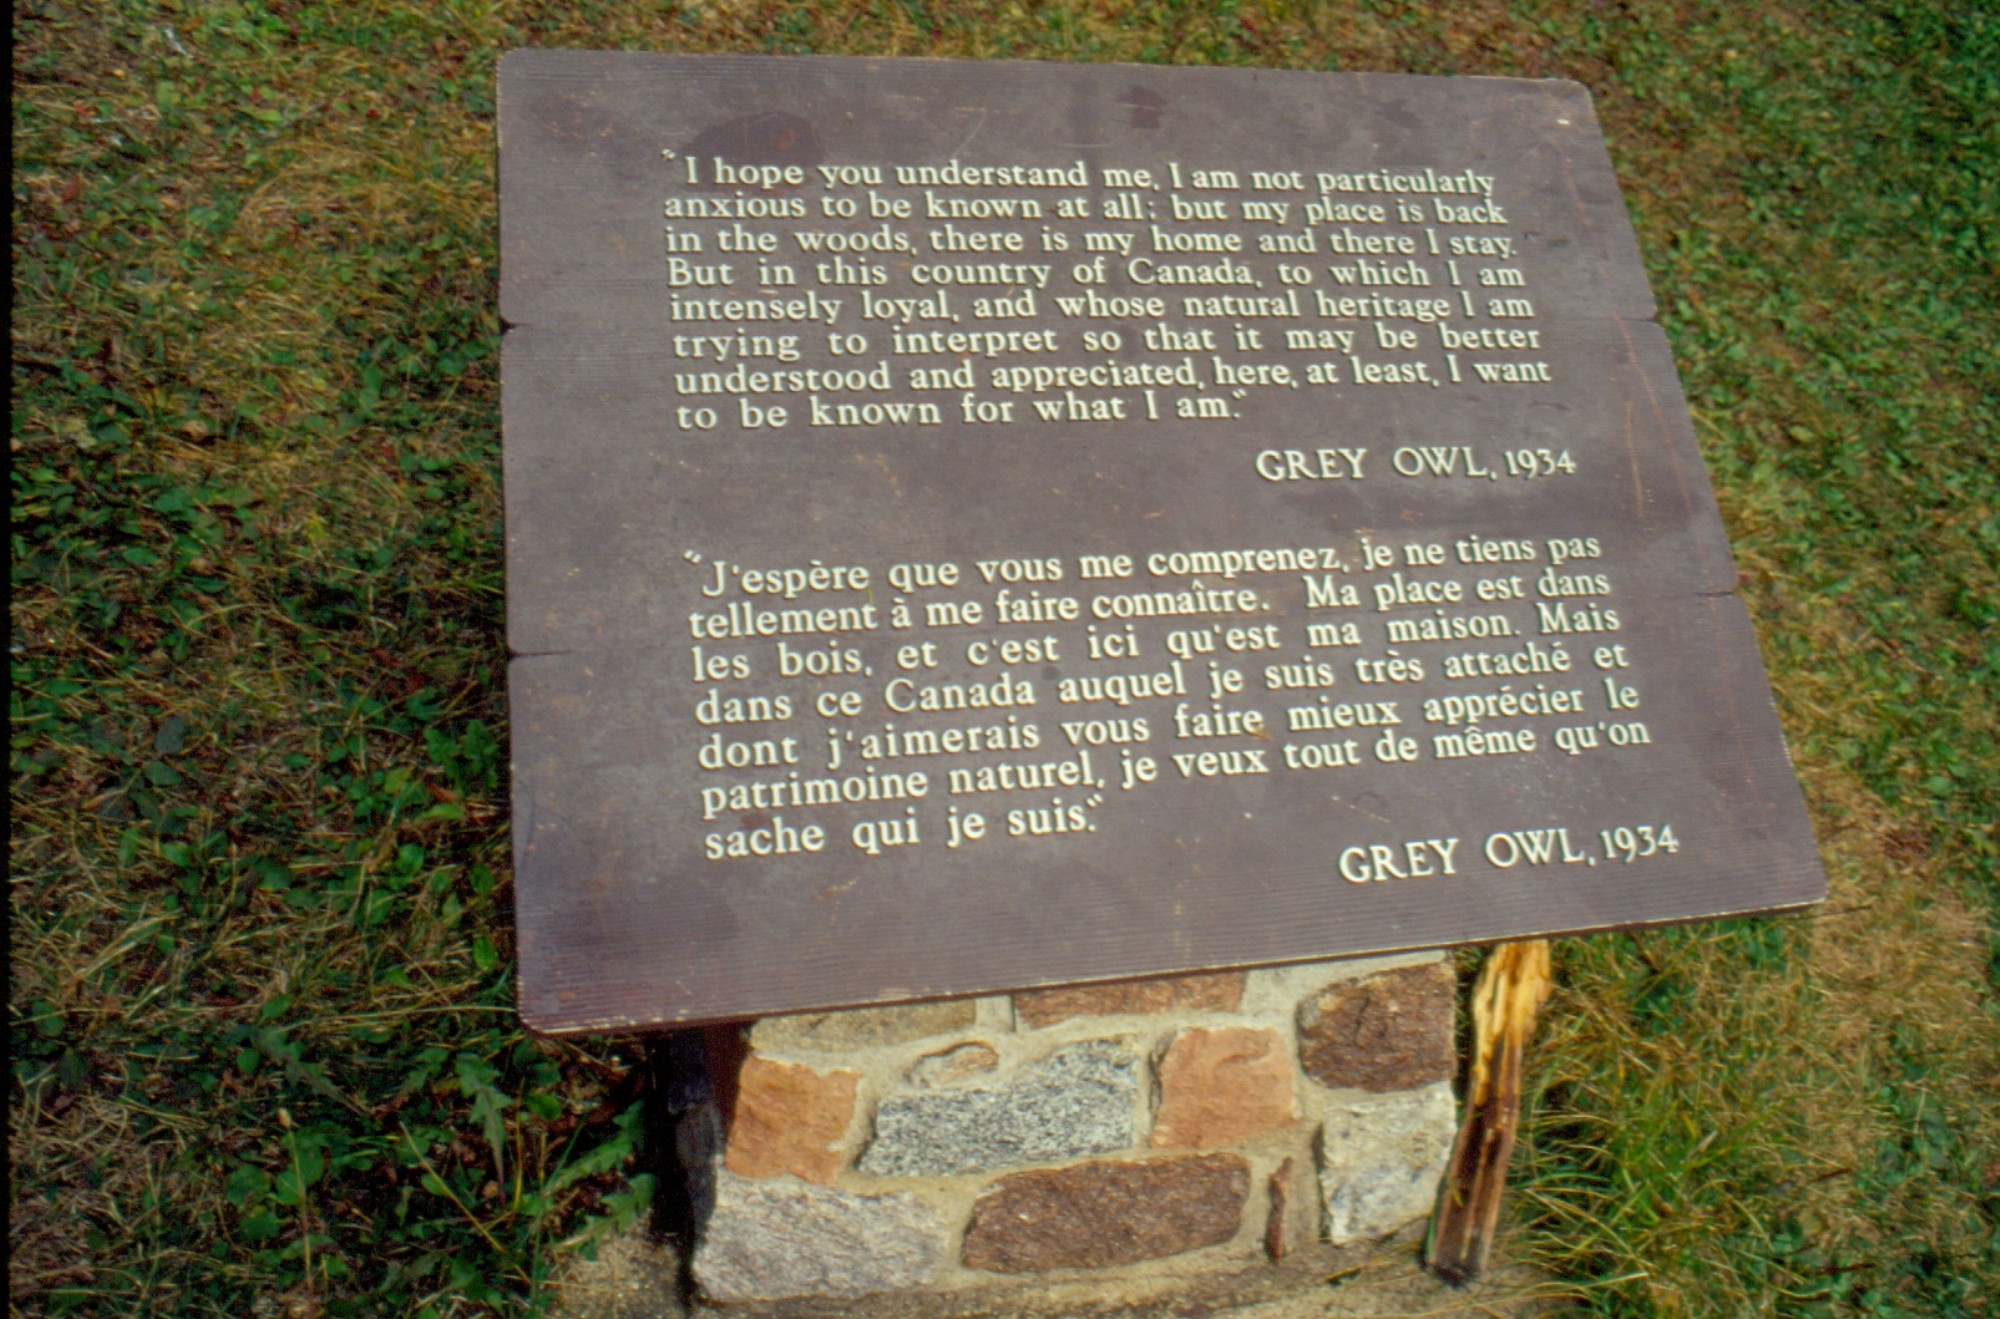 "I hope you understand me, I am not particularly
anxious to be known at all; but my place is back
in the woods, there is my home and there I stay.
But in this country of Canada, to which I am
intensely loyal, and whose natural heritage I am
trying to interpret so that it may be better
understood and appreciated, here, at least, I want
to be known for what I am."
GREY OWL, 1934
"J'espère que vous me comprenez, je ne tiens pas
tellement à me faire connaître. Ma place est dans
les bois, et c'est ici qu'est ma maison. Mais
dans ce Canada auquel je suis très attaché et
dont j'aimerais vous faire mieux apprécier le
patrimoine naturel, je veux tout de même qu'on
sache qui je suis."
GREY OWL, 1934